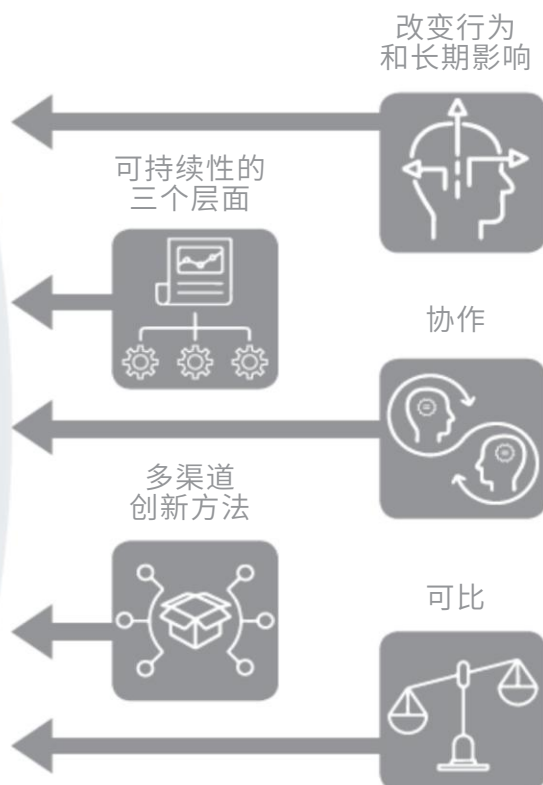 改变行为
和长期影响
可持续性的
三个层面
协作
多渠道
创新方法
可比